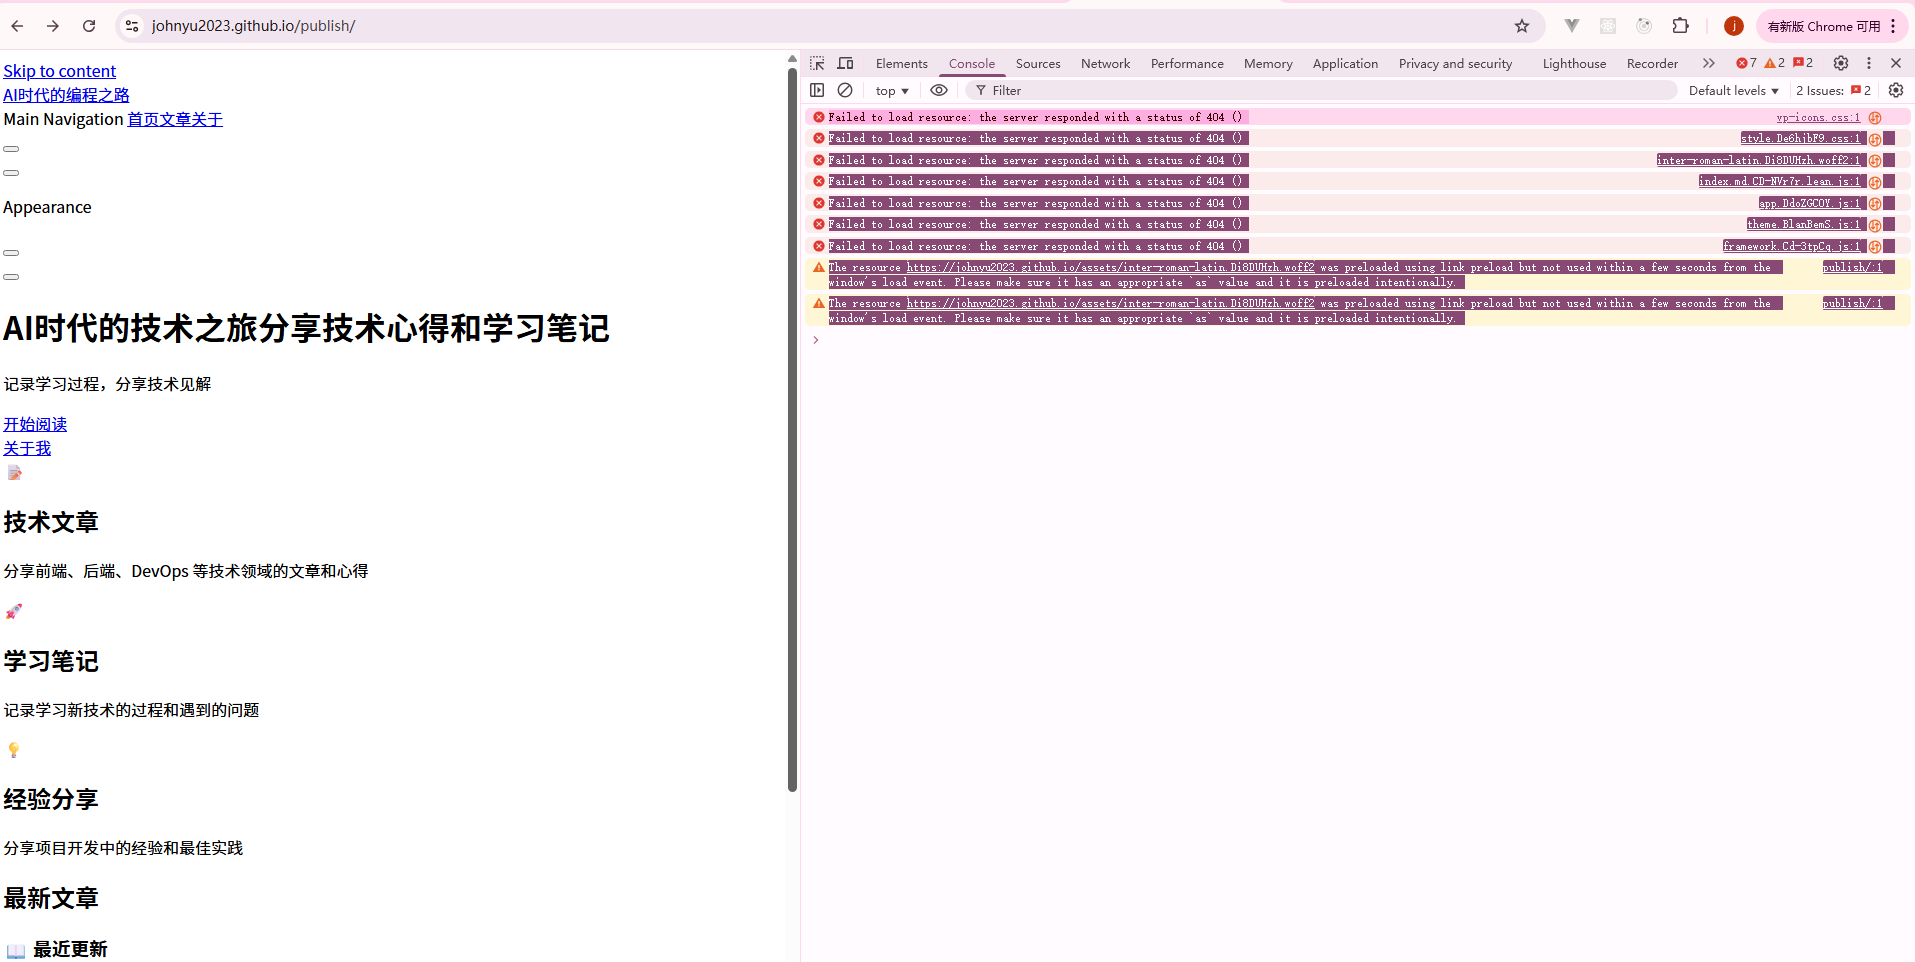 johnyu2023.github.io/publish/
j
有新版 Chrome 可用
Skip to content
AI时代的编程之路
Main Navigation 首页文章关于
Appearance
AI时代的技术之旅分享技术心得和学习笔记
记录学习过程，分享技术见解
开始阅读
关于我
技术文章
分享前端、后端、DevOps 等技术领域的文章和心得
学习笔记
记录学习新技术的过程和遇到的问题
经验分享
分享项目开发中的经验和最佳实践
最新文章
最近更新
Elements Console Sources Network Performance Memory Application Privacy and security Lighthouse Recorder 7 2 2
top Filter Default levels 2 Issues: 2
Failed to load resource: the server responded with a status of 404 () vp-icons.css:1
Failed to load resource: the server responded with a status of 404 () style.De6hjbF9.css:1
Failed to load resource: the server responded with a status of 404 () inter-roman-latin.Di8DUHzh.woff2:1
Failed to load resource: the server responded with a status of 404 () index.md.CD-NVr7r.lean.js:1
Failed to load resource: the server responded with a status of 404 () app.DdoZGCOY.js:1
Failed to load resource: the server responded with a status of 404 () theme.BlanBemS.js:1
Failed to load resource: the server responded with a status of 404 () framework.Cd-3tpCq.js:1
The resource https://johnyu2023.github.io/assets/inter-roman-latin.Di8DUHzh.woff2 was preloaded using link preload but not used within a few seconds from the publish/:1
window's load event. Please make sure it has an appropriate `as` value and it is preloaded intentionally.
The resource https://johnyu2023.github.io/assets/inter-roman-latin.Di8DUHzh.woff2 was preloaded using link preload but not used within a few seconds from the publish/:1
window's load event. Please make sure it has an appropriate `as` value and it is preloaded intentionally.